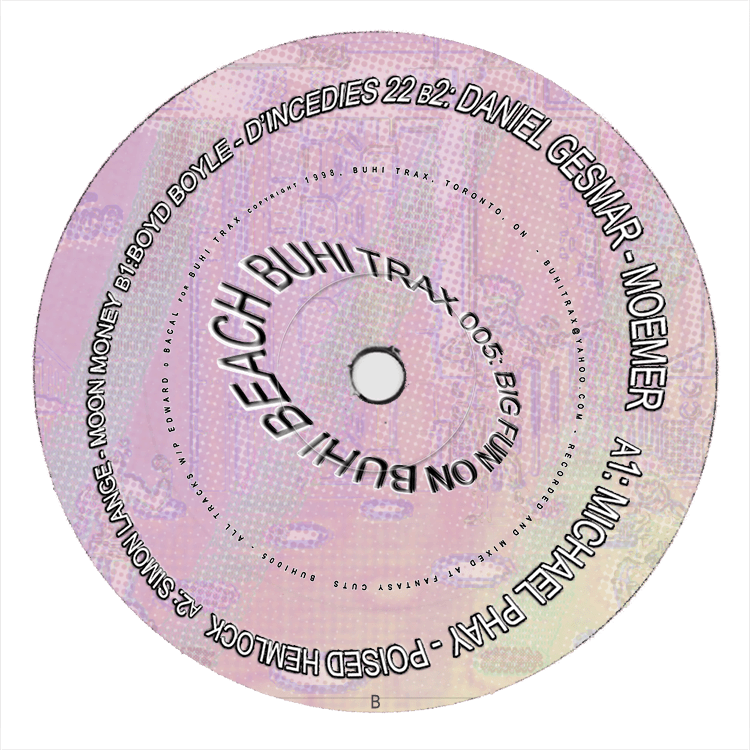 A1: MICHAEL PHAY - POISED HEMLOCK
A2: SIMON LANGE - MOON MONEY
B1:BOYD BOYLE - D'INCEDIES 22
B2: DANIEL GESMAR - MOEMER
BUHI TRAX 005: BIG FUN ON BUHI BEACH
BUHI005 - ALL TRACKS W/P EDWARD O BACAL FOR BUHI TRAX COPYRIGHT 1998. BUHI TRAX, TORONTO, ON - BUHITRAX@YAHOO.COM - RECORDED AND MIXED AT FANTASY CUTS
B